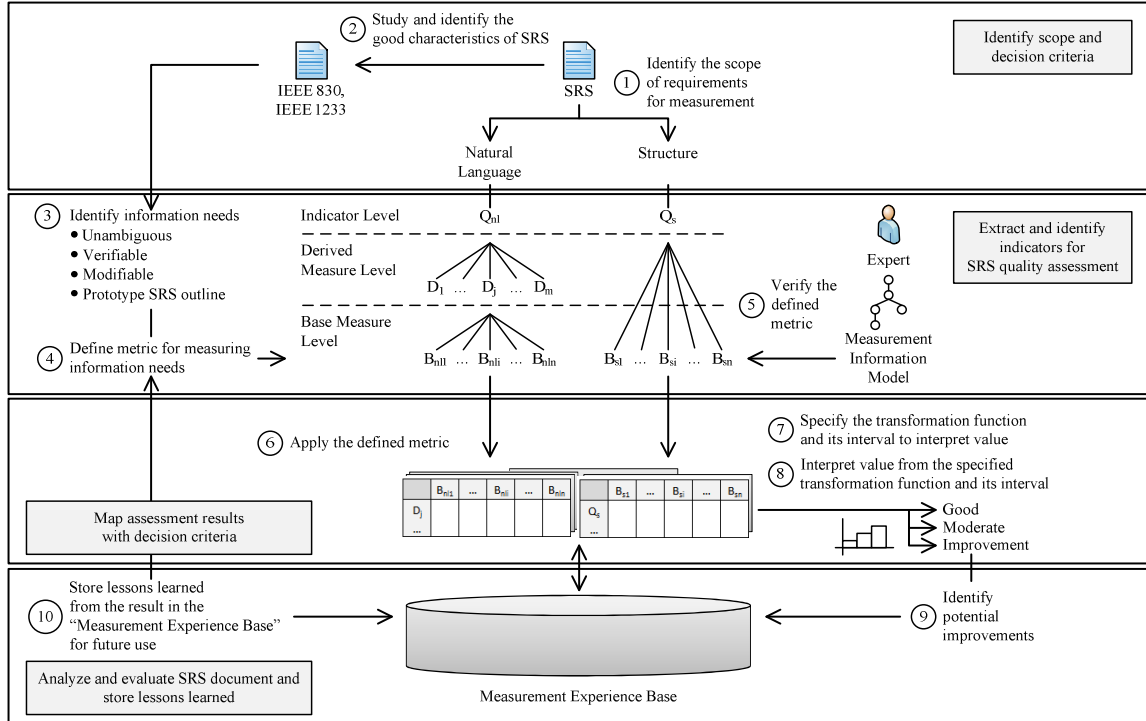 2
Study and identify the
good characteristics of SRS
IEEE 830,
IEEE 1233
SRS
1
Identify the scope
of requirements
for measurement
Identify scope and
decision criteria
Natural
Language
Structure
3
Identify information needs
• Unambiguous
• Verifiable
• Modifiable
• Prototype SRS outline
4
Define metric for measuring
information needs
Indicator Level
Qnl
Qs
Derived
Measure Level
D1 ... Dj ... Dm
Base Measure
Level
Bnl1 ... Bnli ... Bnln
Bs1 ... Bsi ... Bsn
5
Verify the
defined
metric
Expert
Measurement
Information
Model
Extract and identify
indicators for
SRS quality assessment
6
Apply the defined metric
7
Specify the transformation function
and its interval to interpret value
8
Interpret value from the specified
transformation function and its interval
Bnl1 ... Bnli ... Bnln
Dj
...
Bs1 ... Bsi ... Bsn
Qs
...
Good
Moderate
Improvement
Map assessment results
with decision criteria
10
Store lessons learned
from the result in the
“Measurement Experience Base”
for future use
9
Identify
potential
improvements
Analyze and evaluate SRS document and
store lessons learned
Measurement Experience Base